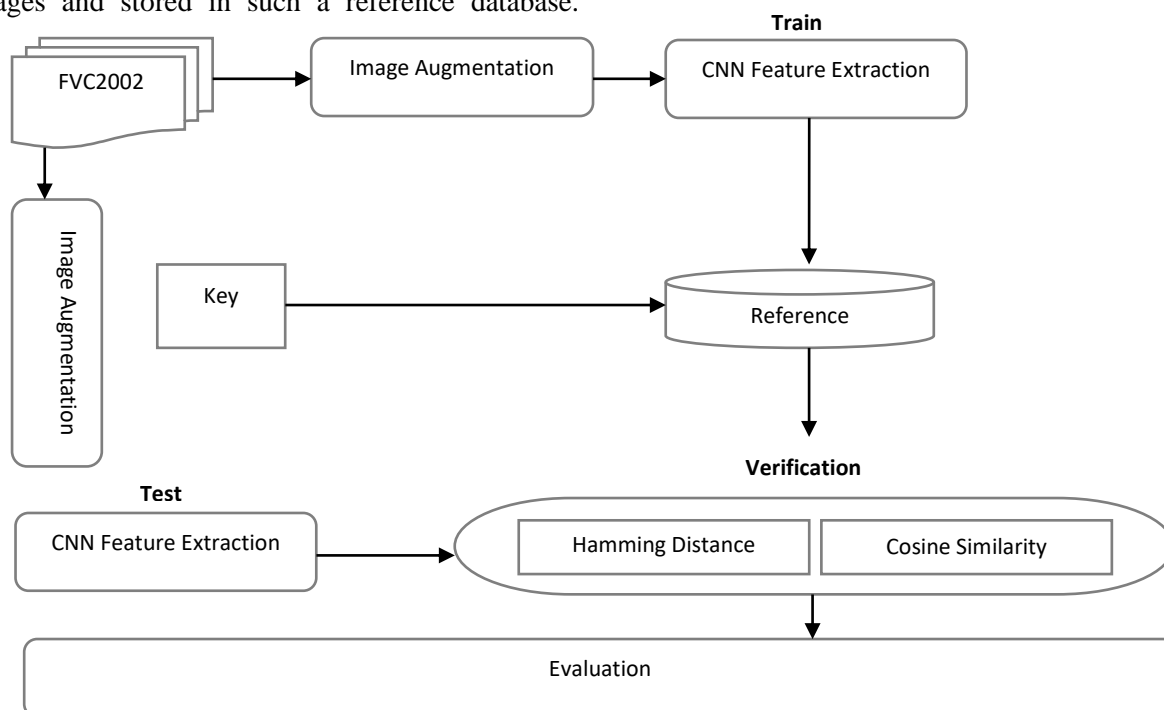 ages and stored in such a reference database.
Train
FVC2002
Image Augmentation
CNN Feature Extraction
Image Augmentation
Key
Reference
Verification
Test
CNN Feature Extraction
Hamming Distance
Cosine Similarity
Evaluation